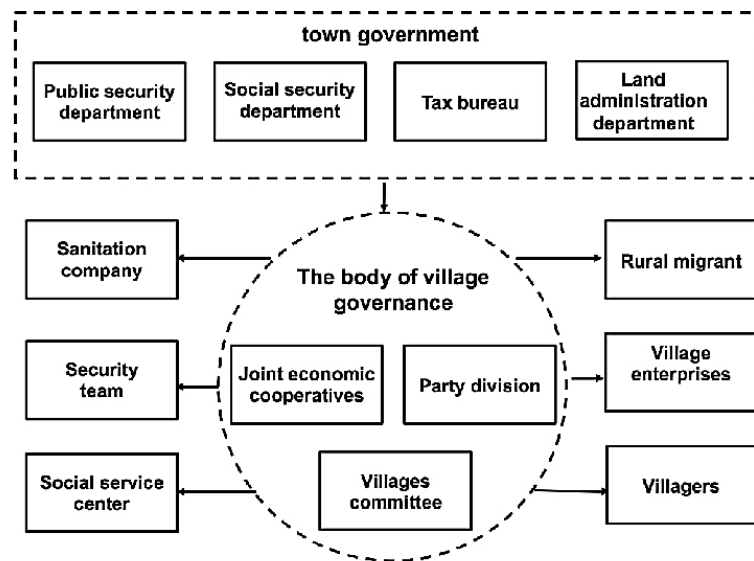 town government
Public security
department
Social security
department
Tax bureau
Land
administration
department
Sanitation
company
The body of village
governance
Rural migrant
Security
team
Joint economic
cooperatives
Party division
Village
enterprises
Social service
center
Villages
committee
Villagers